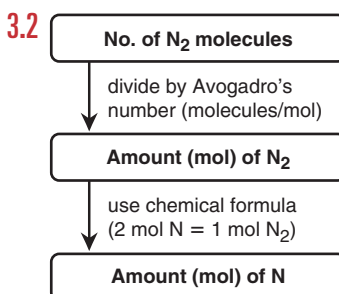 3.2
No. of N₂ molecules
divide by Avogadro's
number (molecules/mol)
Amount (mol) of N₂
use chemical formula
(2 mol N = 1 mol N₂)
Amount (mol) of N